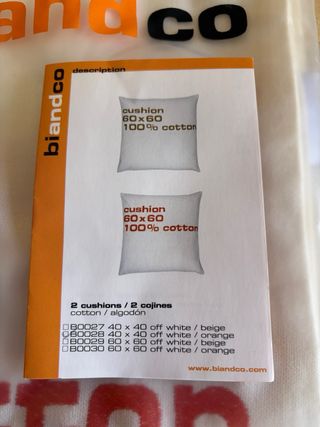 andco
biandco
description
cushion
60x60
100% cotton
cushion
60x60
100% cotton
2 cushions / 2 cojines
cotton / algodón
B0027 40 x 40 off white / beige
B0028 40 x 40 off white / orange
B0029 60 x 60 off white / beige
B0030 60 x 60 off white / orange
www.biandco.com